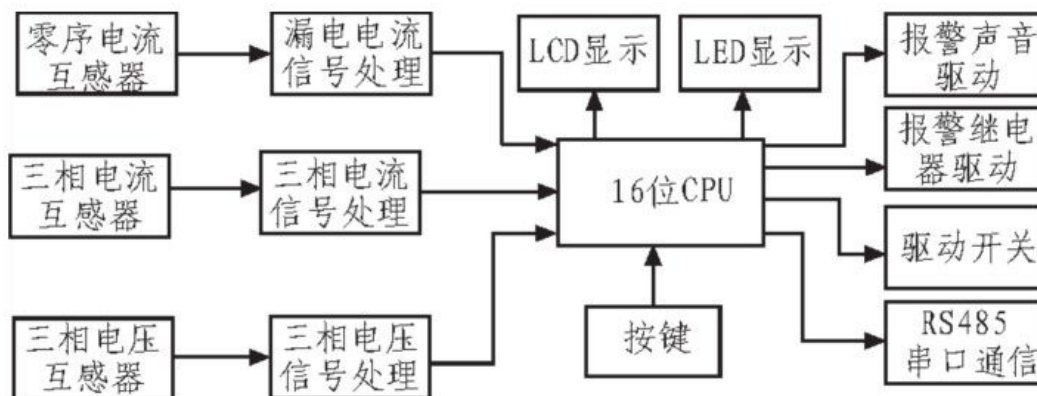 零序电流
互感器
漏电电流
信号处理
LCD显示
LED显示
报警声音
驱动
报警继电
器驱动
三相电流
互感器
三相电流
信号处理
16位CPU
驱动开关
三相电压
互感器
三相电压
信号处理
按键
RS485
串口通信